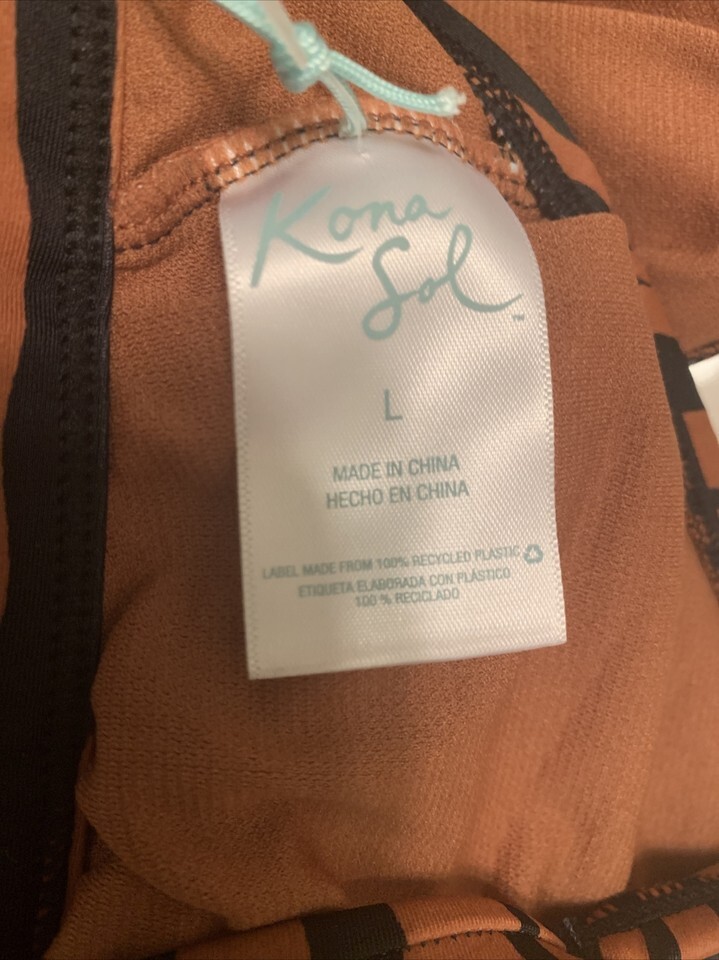 Kona
Sol™
L
MADE IN CHINA
HECHO EN CHINA
LABEL MADE FROM 100% RECYCLED PLASTIC
ETIQUETA ELABORADA CON PLÁSTICO
100 % RECICLADO